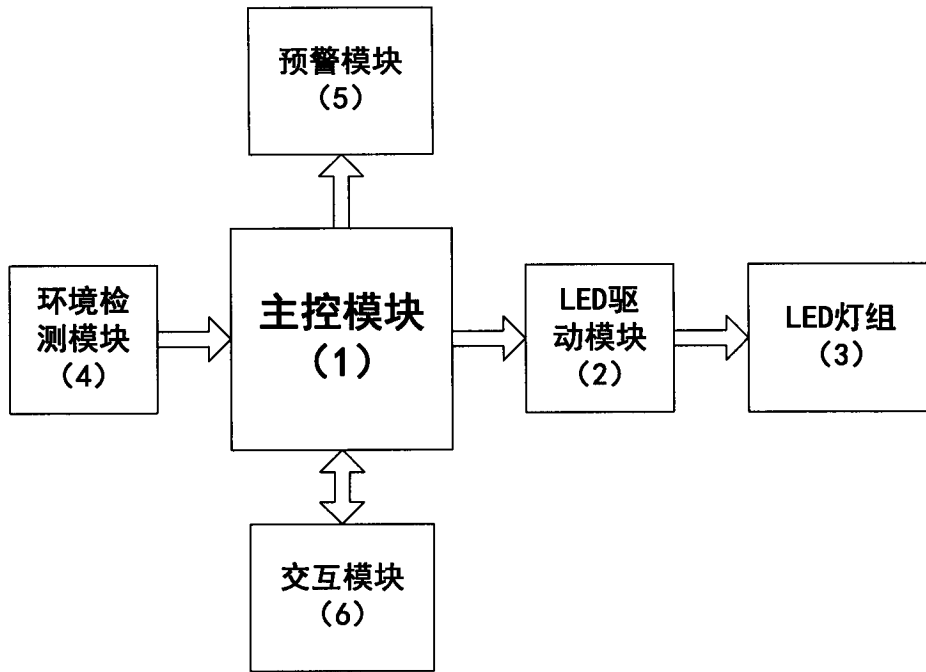 预警模块
（5）
环境检
测模块
（4）
主控模块
（1）
LED驱
动模块
（2）
LED灯组
（3）
交互模块
（6）